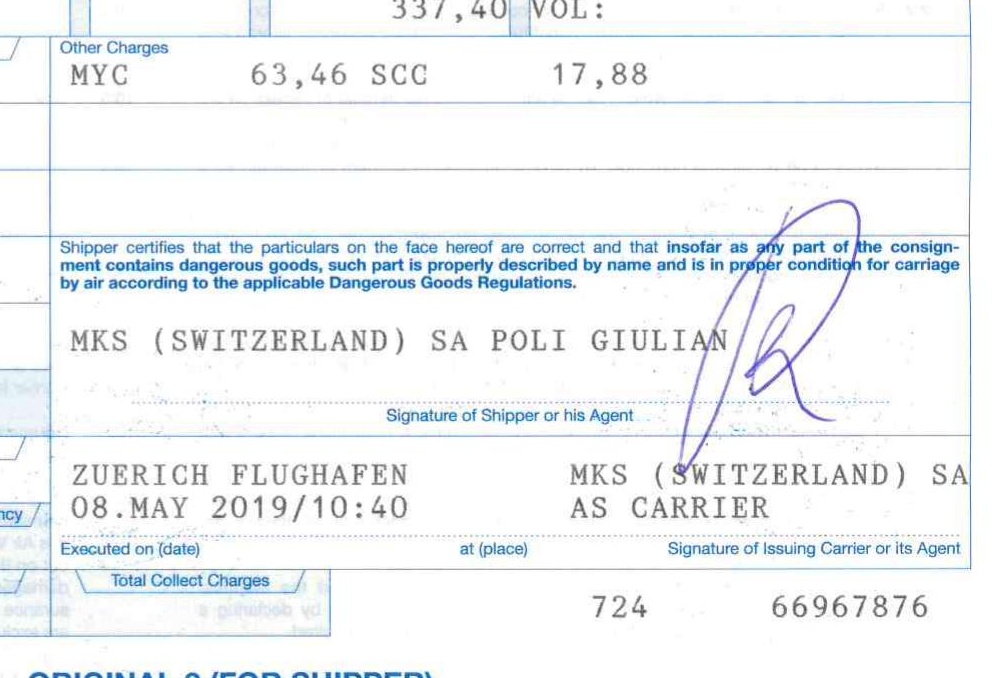 337,40 VOL:
Other Charges
MYC 63,46 SCC 17,88
Shipper certifies that the particulars on the face hereof are correct and that insofar as any part of the consign-
ment contains dangerous goods, such part is properly described by name and is in proper condition for carriage
by air according to the applicable Dangerous Goods Regulations.
MKS (SWITZERLAND) SA POLI GIULIAN
Signature of Shipper or his Agent
ZUERICH FLUGHAFEN MKS (SWITZERLAND) SA
08.MAY 2019/10:40 AS CARRIER
ncy
Executed on (date) at (place) Signature of Issuing Carrier or its Agent
Total Collect Charges
724 66967876
ORIGINAL 3 (FOR SHIPPER)